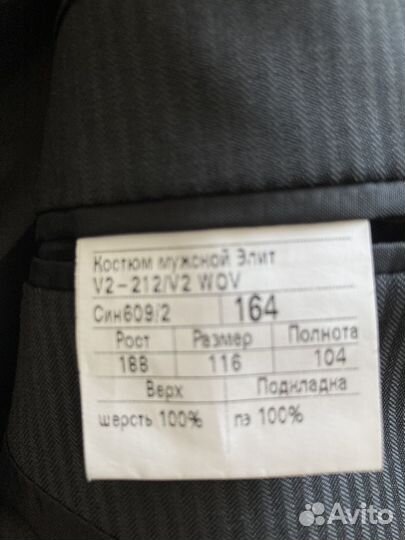 Костюм мужской Элит
V2-212/V2 WOV
Син609/2 164
Рост Размер Полнота
188 116 104
Верх Подкладка
шерсть 100% пэ 100%
Avito